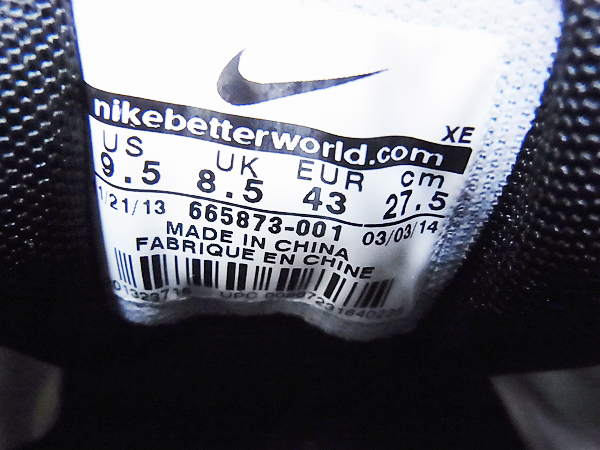 XE
nikebetterworld.com
US UK EUR cm
9.5 8.5 43 27.5
1/21/13 665873-001 03/03/14
MADE IN CHINA
FABRIQUE EN CHINE
UPC